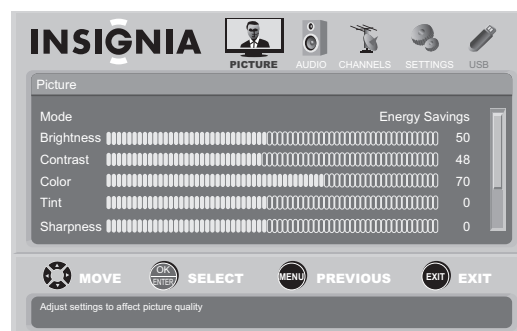 INSIGNIA
PICTURE AUDIO CHANNELS SETTINGS USB
Picture
Mode Energy Savings
Brightness 50
Contrast 48
Color 70
Tint 0
Sharpness 0
MOVE OK ENTER SELECT MENU PREVIOUS EXIT EXIT
Adjust settings to affect picture quality